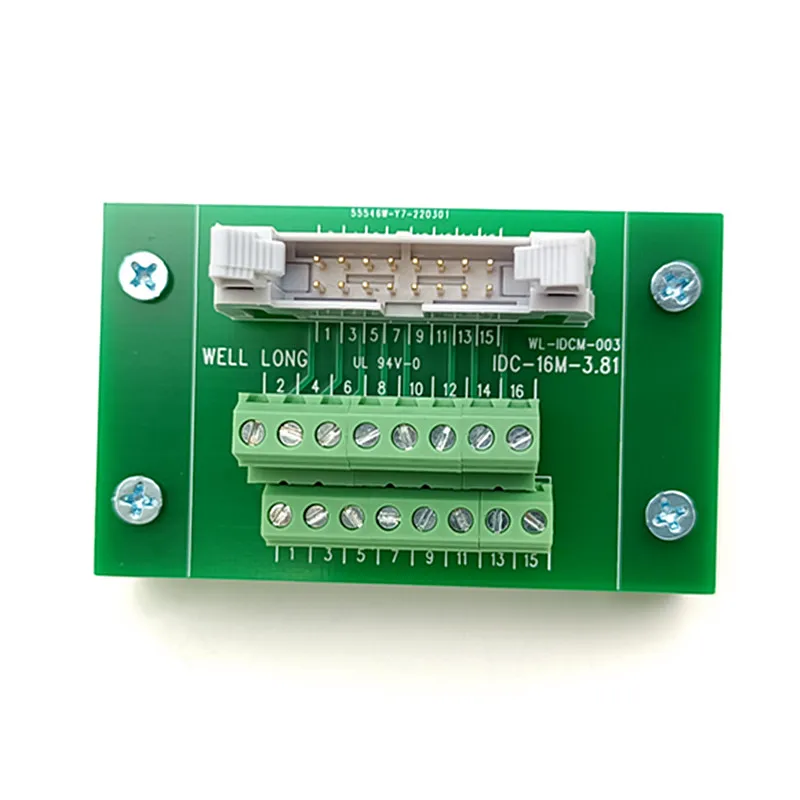 55546W-Y7-220301
1 3 5 7 9 11 13 15
WL-IDCM-003
WELL LONG
UL 94V-0
IDC-16M-3.81
2 4 6 8 10 12 14 16
1 3 5 7 9 11 13 15